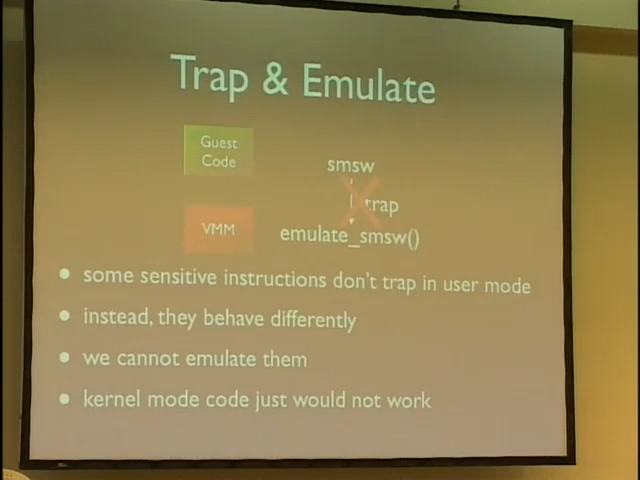 Trap & Emulate
Guest
Code
smsw
trap
VMM
emulate_smsw()
some sensitive instructions don't trap in user mode
instead, they behave differently
we cannot emulate them
kernel mode code just would not work